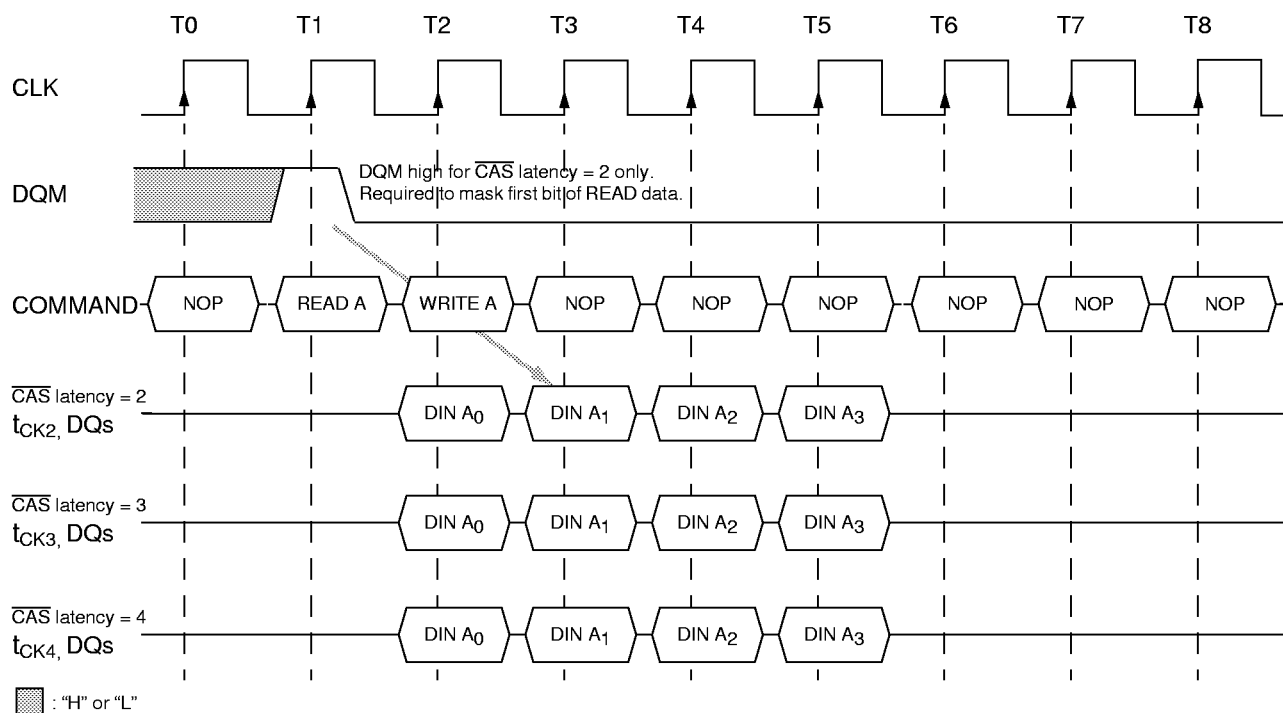 T0 T1 T2 T3 T4 T5 T6 T7 T8
CLK
DQM
DQM high for CAS latency = 2 only.
Required to mask first bit of READ data.
COMMAND NOP READ A WRITE A NOP NOP NOP NOP NOP NOP
CAS latency = 2
tCK2, DQs DIN A0 DIN A1 DIN A2 DIN A3
CAS latency = 3
tCK3, DQs DIN A0 DIN A1 DIN A2 DIN A3
CAS latency = 4
tCK4, DQs DIN A0 DIN A1 DIN A2 DIN A3
: “H” or “L”